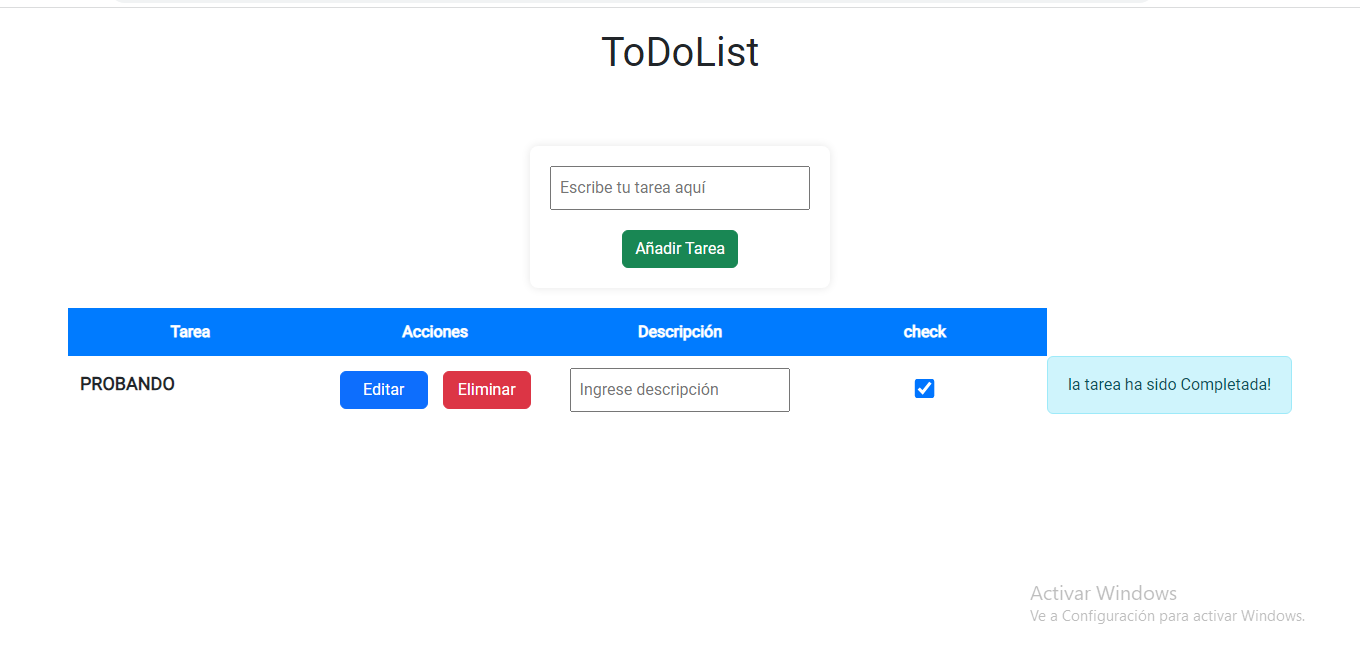 ToDoList
Escribe tu tarea aquí
Añadir Tarea
Tarea Acciones Descripción check
PROBANDO Editar Eliminar Ingrese descripción la tarea ha sido Completada!
Activar Windows
Ve a Configuración para activar Windows.